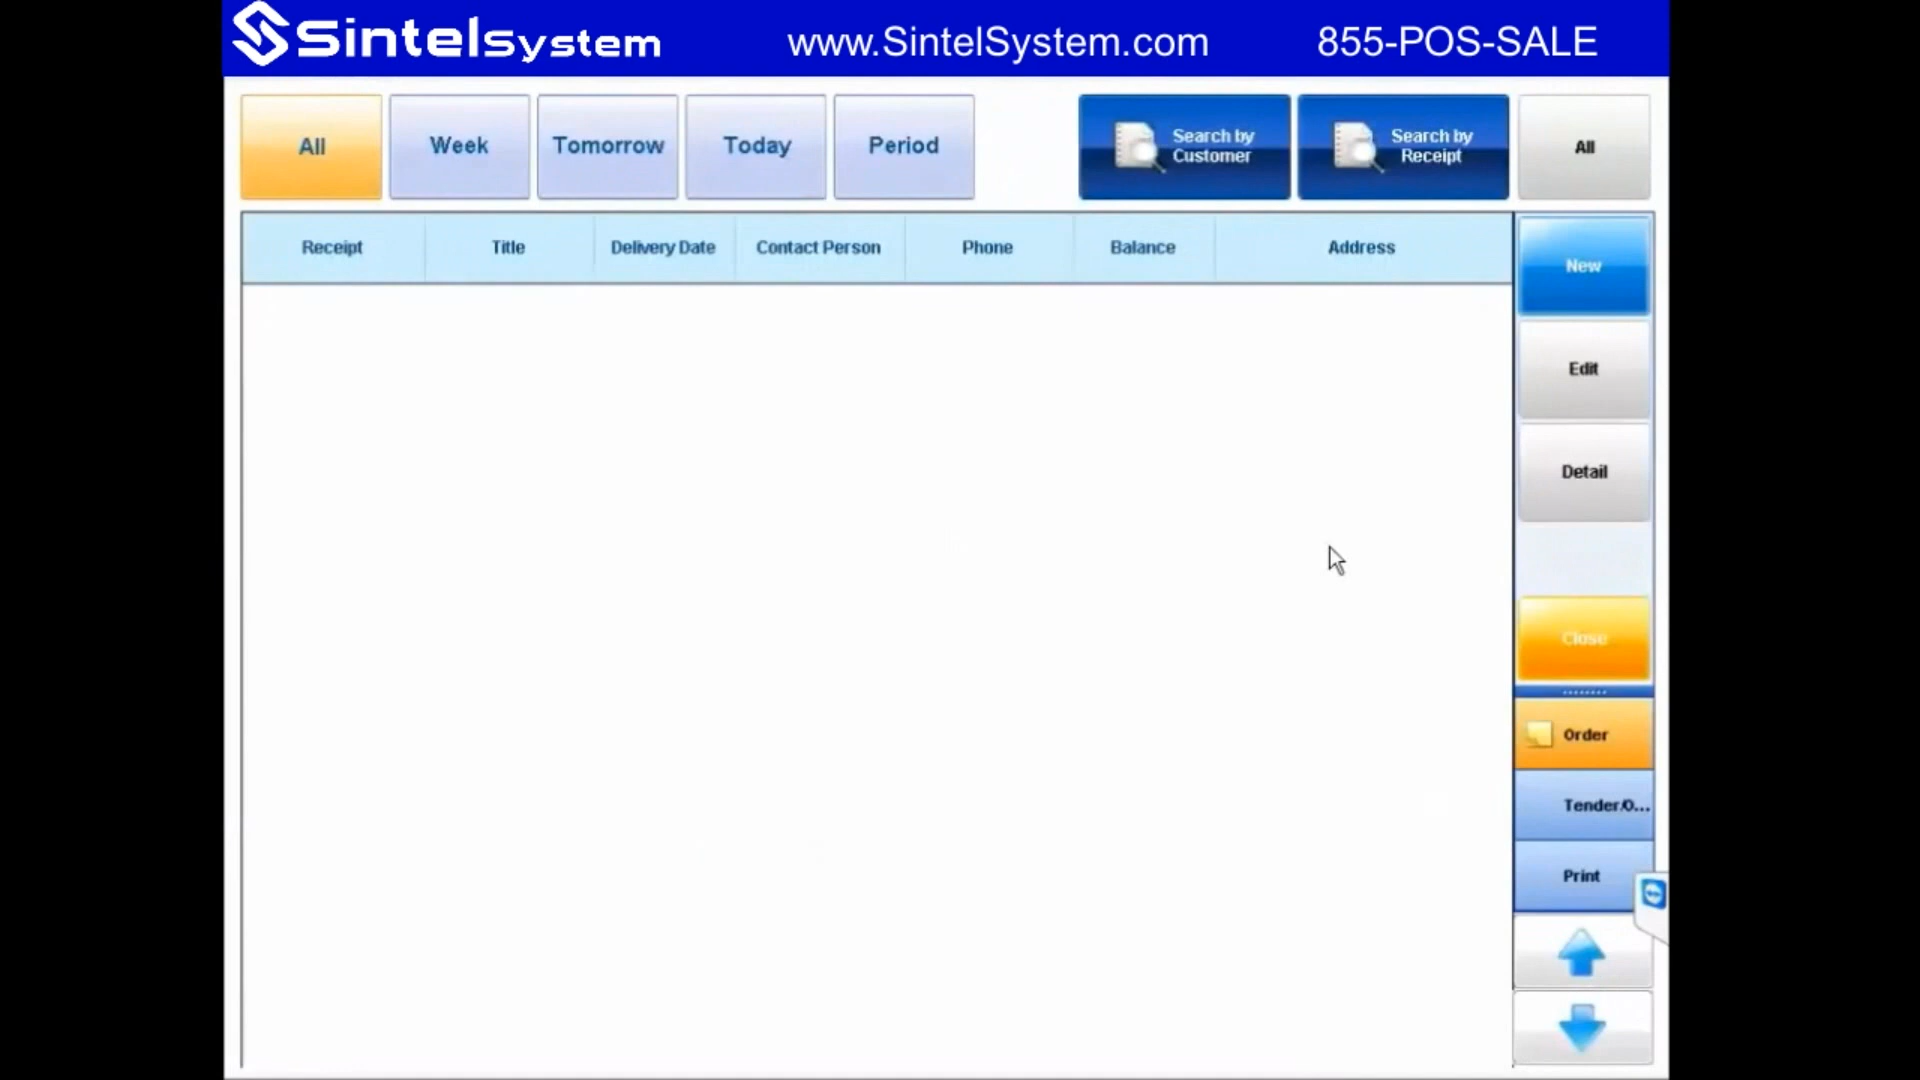 Sintelsystem www.SintelSystem.com 855-POS-SALE
All Week Tomorrow Today Period
Search by
Customer
Search by
Receipt
All
Receipt Title Delivery Date Contact Person Phone Balance Address
New
Edit
Detail
Close
Order
Tender/O...
Print